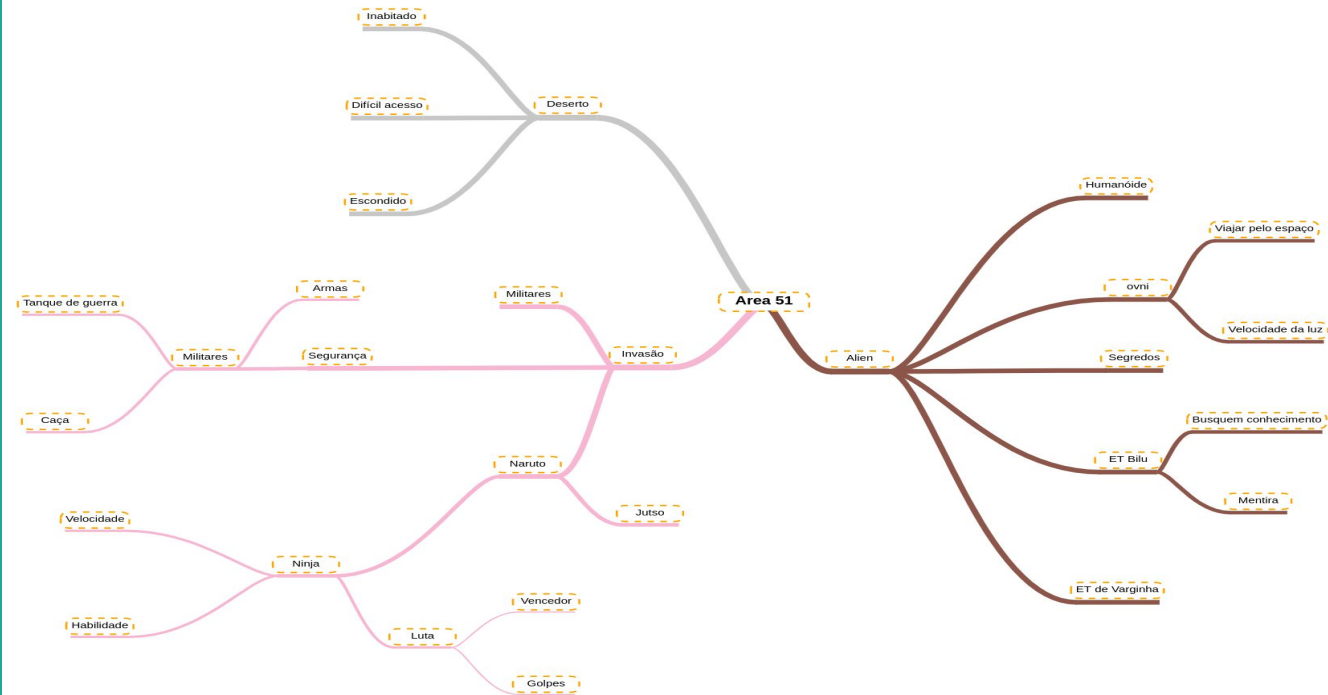 Inabitado
Difícil acesso
Deserto
Escondido
Area 51
Tanque de guerra
Armas
Militares
Militares
Segurança
Invasão
Caça
Naruto
Jutso
Velocidade
Ninja
Habilidade
Luta
Vencedor
Golpes
Alien
Humanóide
Viajar pelo espaço
ovni
Velocidade da luz
Segredos
Busquem conhecimento
ET Bilu
Mentira
ET de Varginha